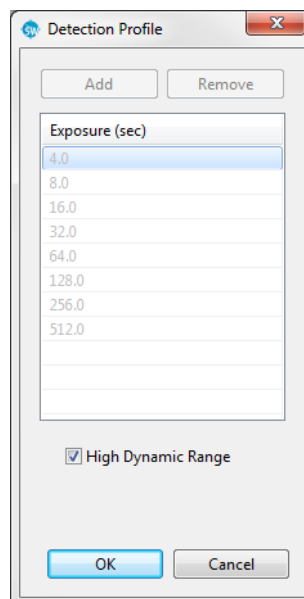 SW Detection Profile
Add Remove
Exposure (sec)
4.0
8.0
16.0
32.0
64.0
128.0
256.0
512.0
High Dynamic Range
OK Cancel